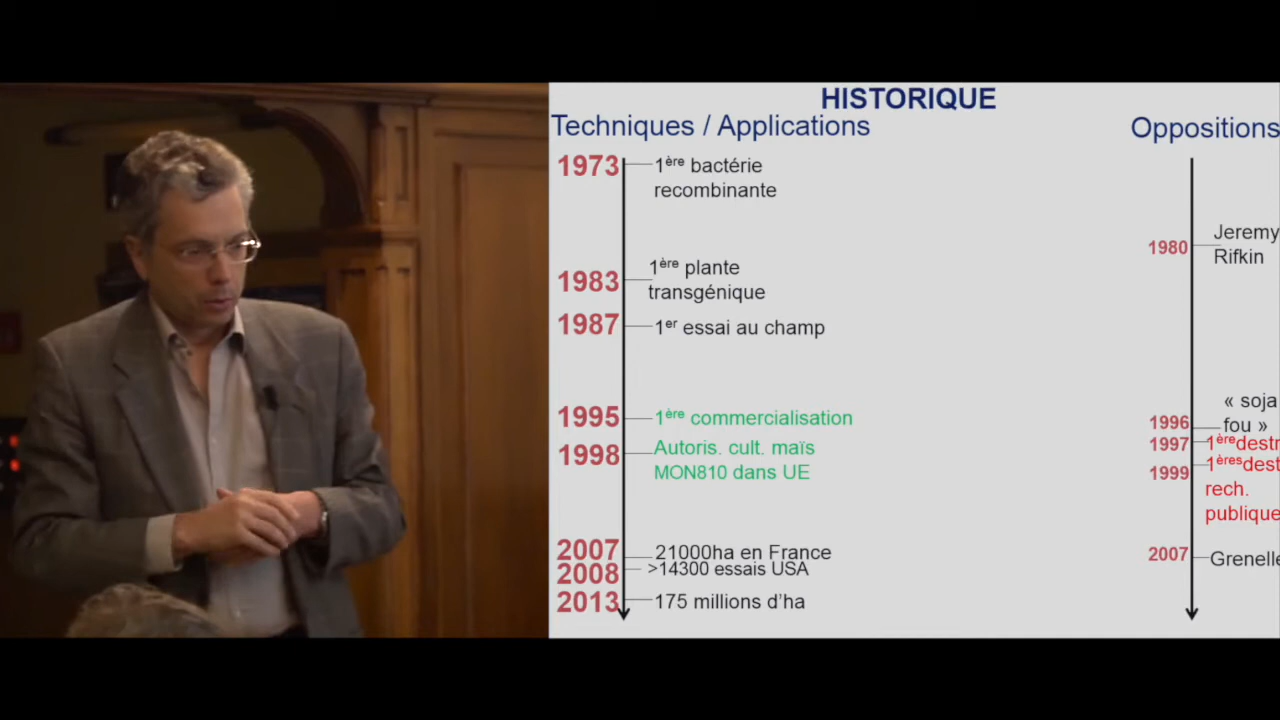 HISTORIQUE
Techniques / Applications
1973 1ère bactérie
recombinante
1983 1ère plante
transgénique
1987 1er essai au champ
1995 1ère commercialisation
1998 Autoris. cult. maïs
MON810 dans UE
2007 21000ha en France
2008 >14300 essais USA
2013 175 millions d’ha
Oppositions
1980 Jeremy
Rifkin
1996 « soja
fou »
1997 1ère destr
1999 1ères dest
rech.
publique
2007 Grenelle